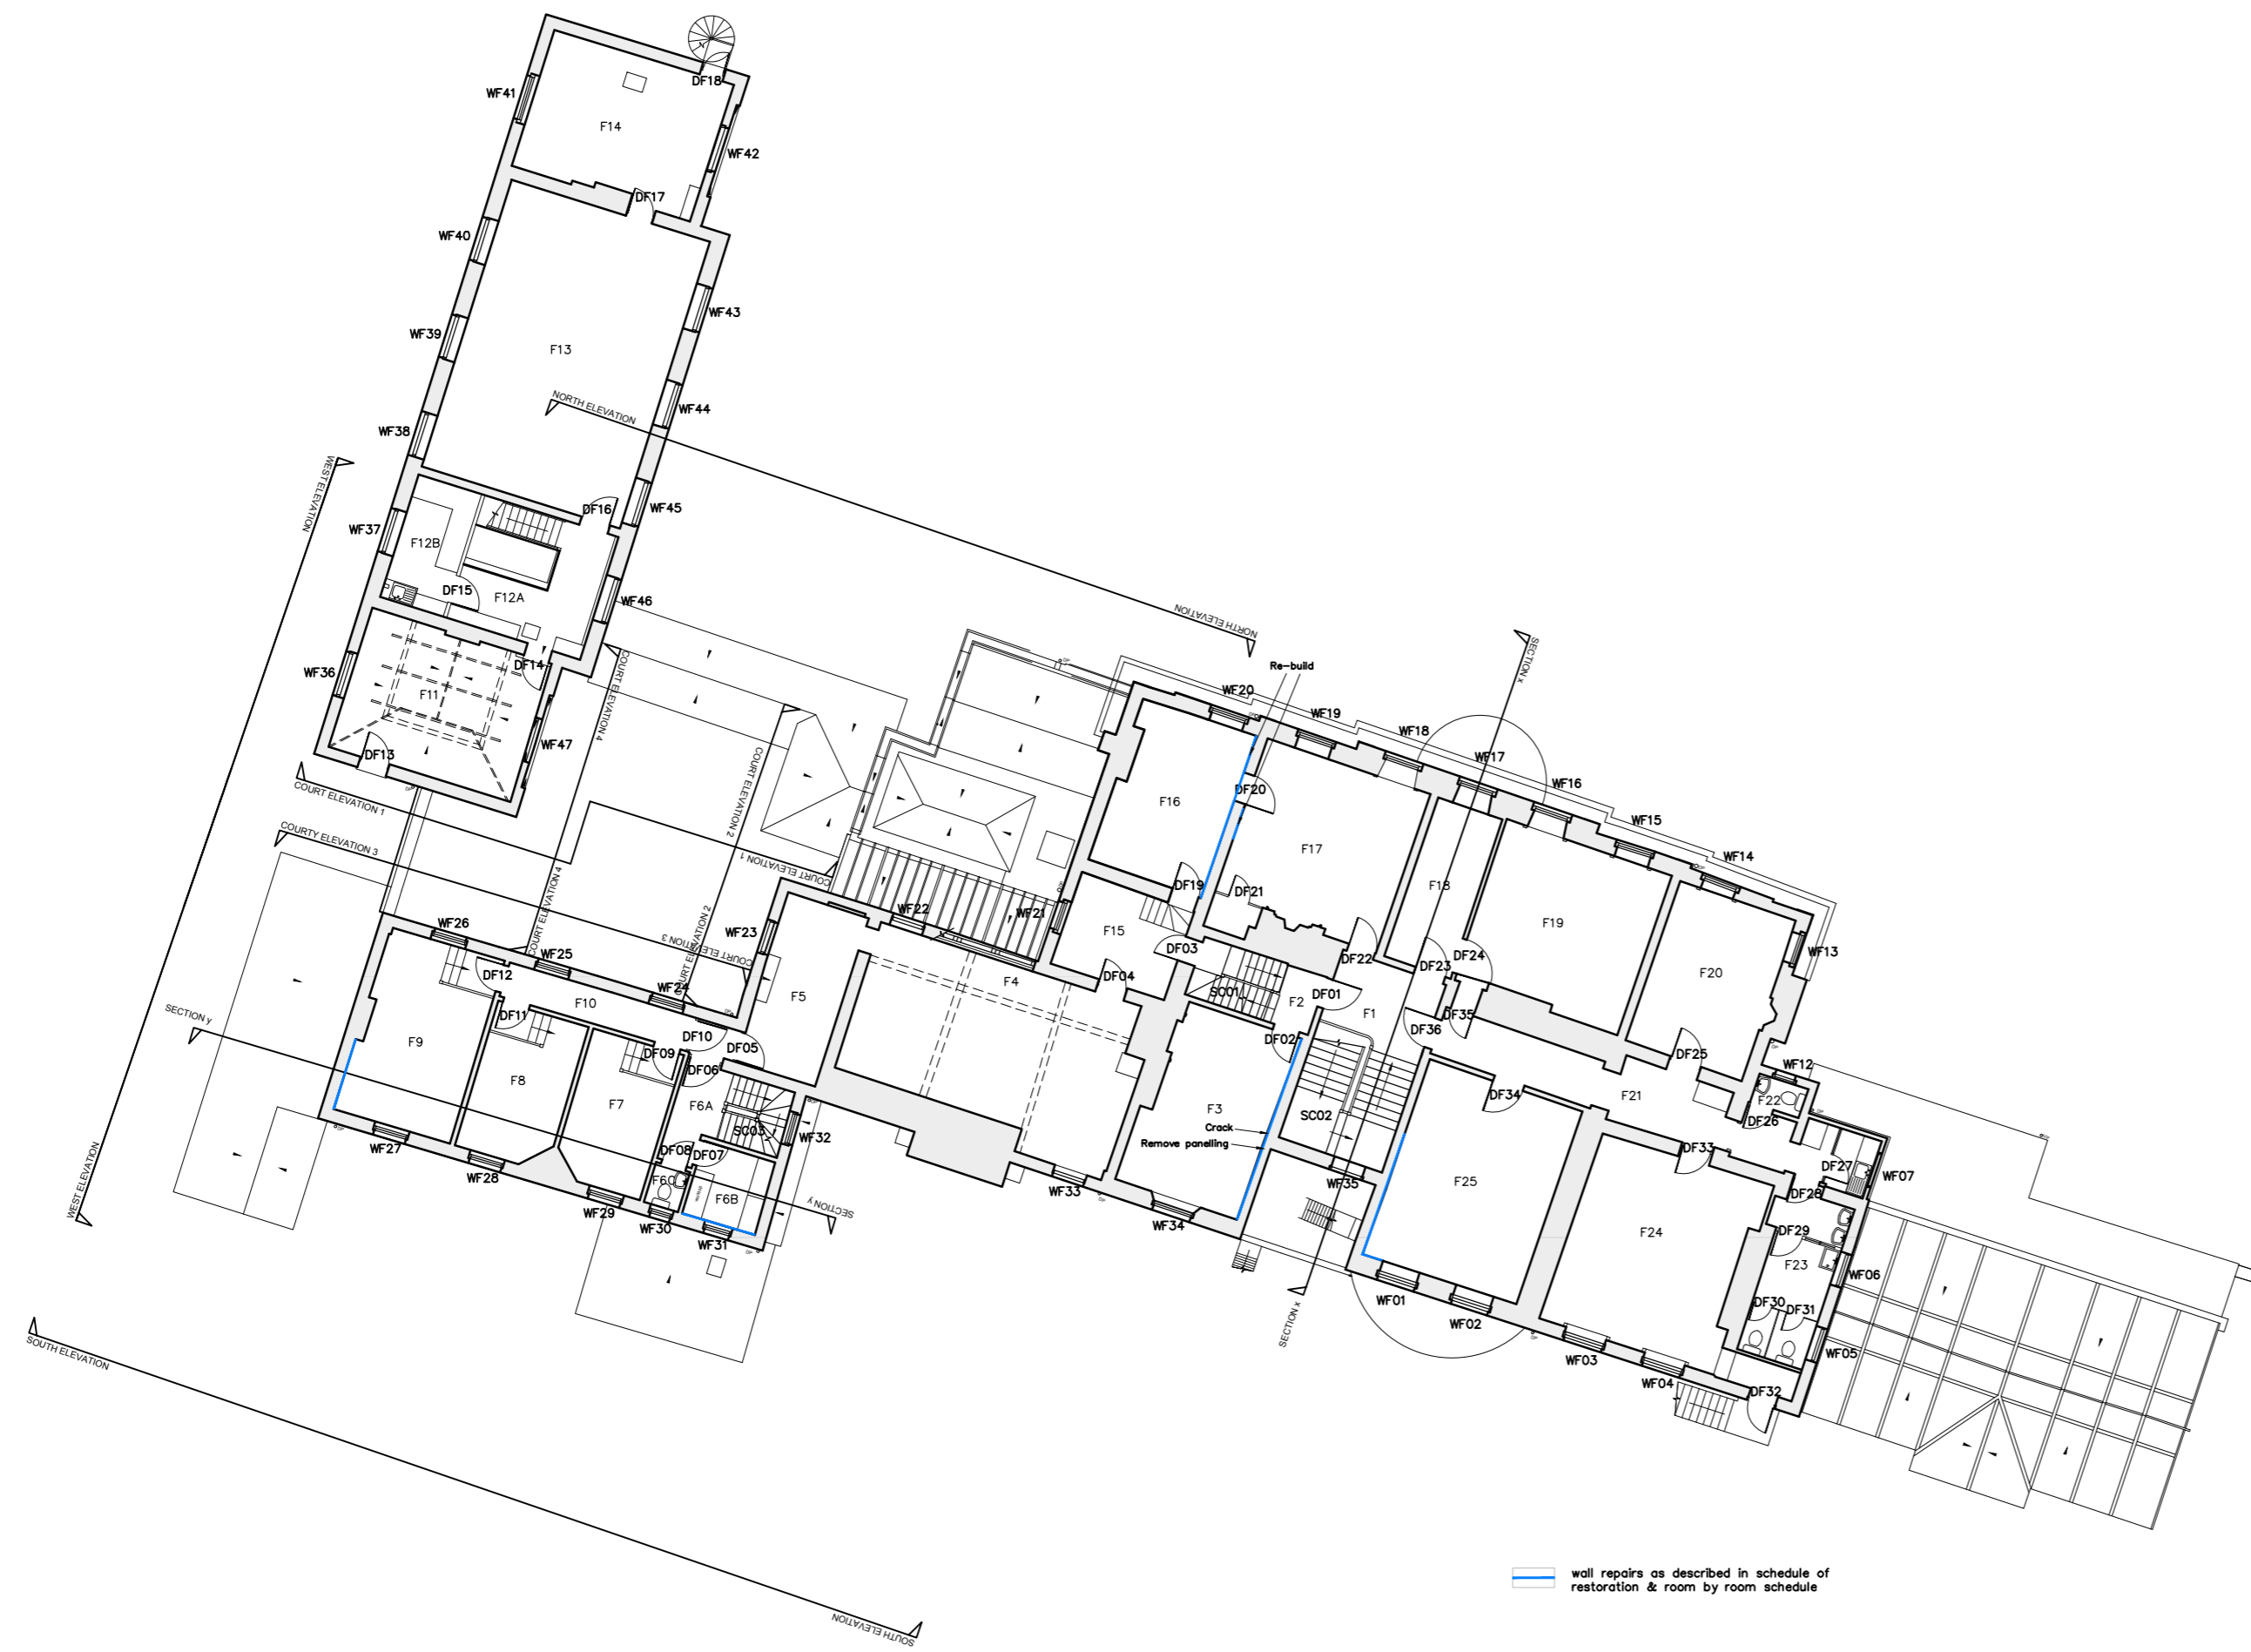 DF18
WF41
F14
WF42
DF17
WF40
WF43
WF39
F13
NORTH ELEVATION
WF44
WF38
WEST ELEVATION
DF16
WF45
WF37
F12B
DF15
F12A
WF46
NORTH ELEVATION
SECTION x
Re-build
DF14
WF36
F11
COURT ELEVATION 4
WF47
DF13
COURT ELEVATION 1
COURT ELEVATION 2
WF20
WF19
WF18
WF17
WF16
WF15
WF14
DF20
F16
F17
COURTY ELEVATION 3
COURT ELEVATION 1
DF19
DF21
F18
WF26
COURT ELEVATION 4
WF25
COURT ELEVATION 3
COURT ELEVATION 2
WF23
WF22
WF21
F15
DF03
DF22
DF23
DF24
F19
WF13
DF12
WF24
F5
F4
DF04
SC01
F2
DF01
F20
SECTION y
DF11
F10
DF10
DF05
F1
DF36
DF35
F9
DF09
DF02
DF25
F8
DF06
F7
F6A
SC03
WF32
F3
SC02
DF34
F21
WF12
F22
DF26
Crack
Remove panelling
DF08
DF07
F6C
F6B
WF27
WF28
WF29
WF30
WF31
SECTION y
WF33
WF34
WF35
F25
DF33
DF27
WF07
DF28
DF29
F24
F23
WF06
WEST ELEVATION
WF01
WF02
DF30
DF31
SECTION x
WF03
WF04
WF05
DF32
SOUTH ELEVATION
SOUTH ELEVATION
wall repairs as described in schedule of
restoration & room by room schedule